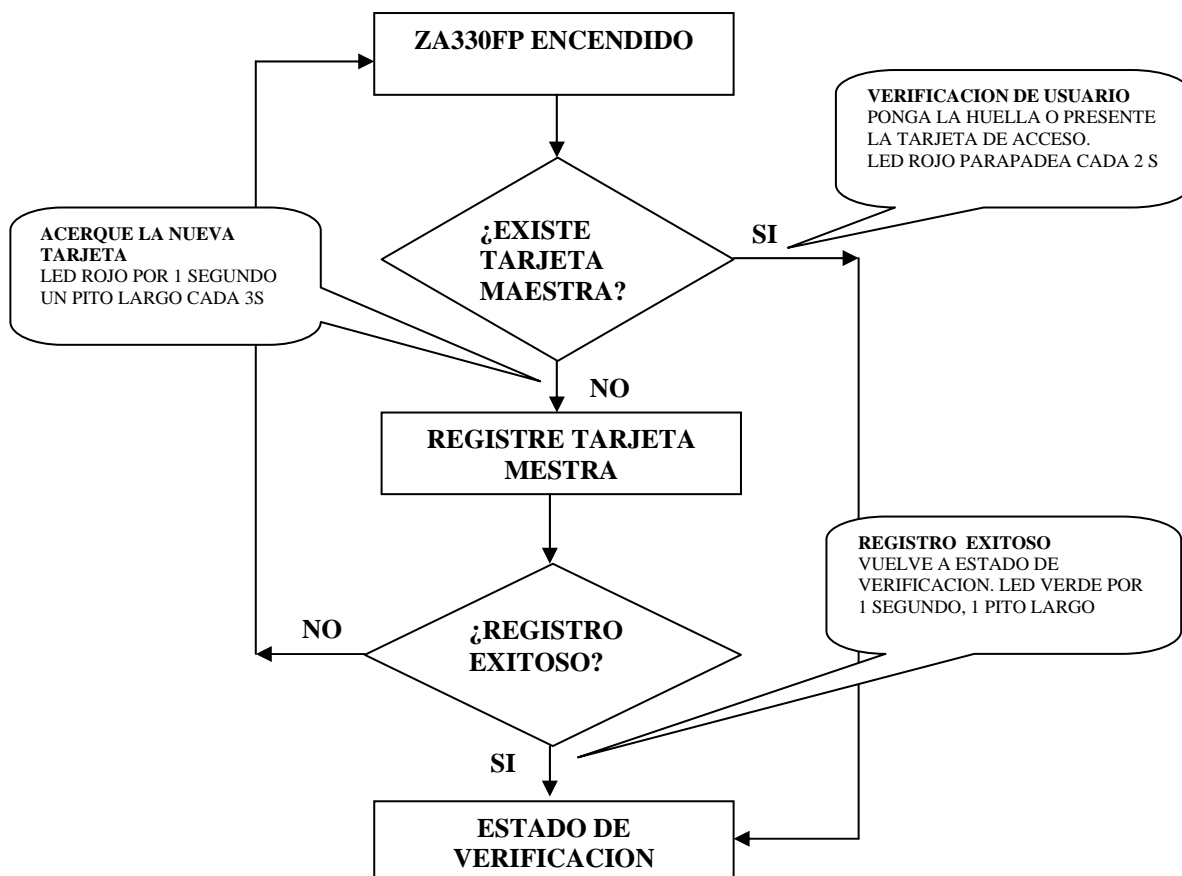 ZA330FP ENCENDIDO
VERIFICACION DE USUARIO
PONGA LA HUELLA O PRESENTE
LA TARJETA DE ACCESO.
LED ROJO PARAPADEA CADA 2 S
¿EXISTE
TARJETA
MAESTRA?
SI
ACERQUE LA NUEVA
TARJETA
LED ROJO POR 1 SEGUNDO
UN PITO LARGO CADA 3S
NO
REGISTRE TARJETA
MESTRA
REGISTRO EXITOSO
VUELVE A ESTADO DE
VERIFICACION. LED VERDE POR
1 SEGUNDO, 1 PITO LARGO
NO
¿REGISTRO
EXITOSO?
SI
ESTADO DE
VERIFICACION